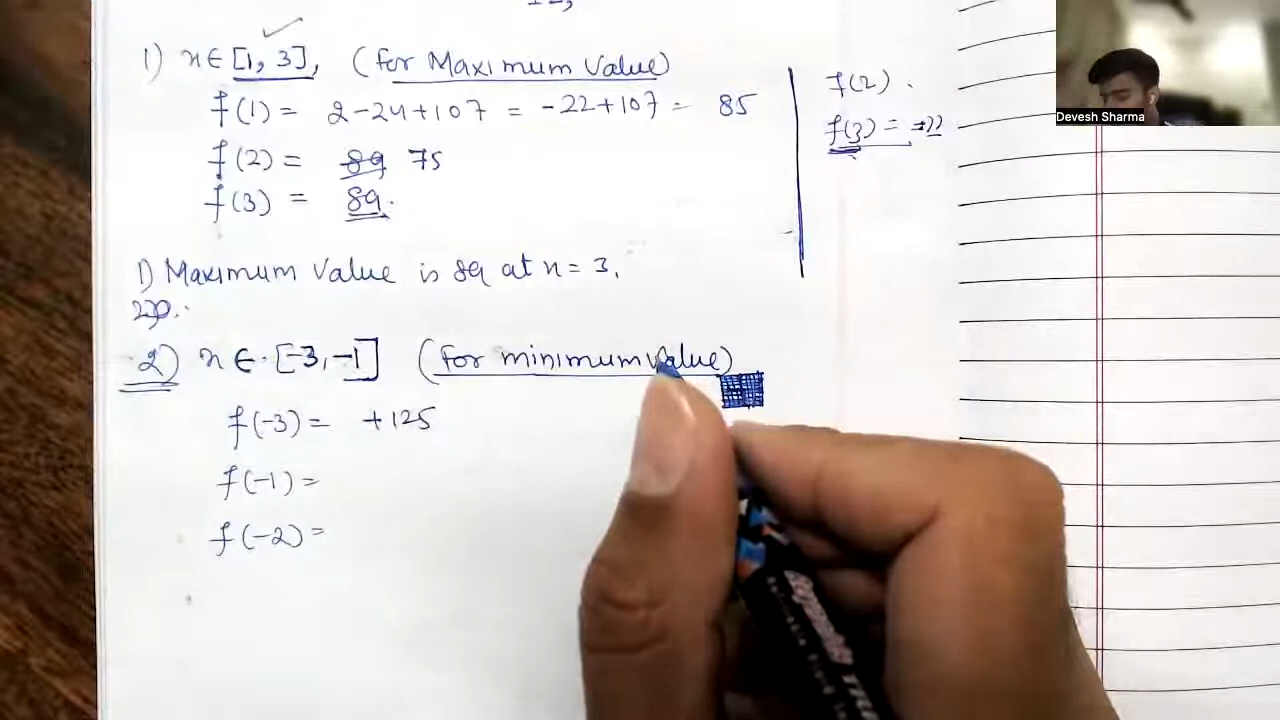 1) x ∈ [1, 3], (for Maximum Value)
f(1) = 2-24+107 = -22+107 = 85
f(2) = 89 75
f(3) = 89.
1) Maximum Value is 89 at x = 3.
2) x ∈ [-3, -1] (for minimum value)
f(-3) = +125
f(-1) =
f(-2) =
f(2).
f(3) =
Devesh Sharma